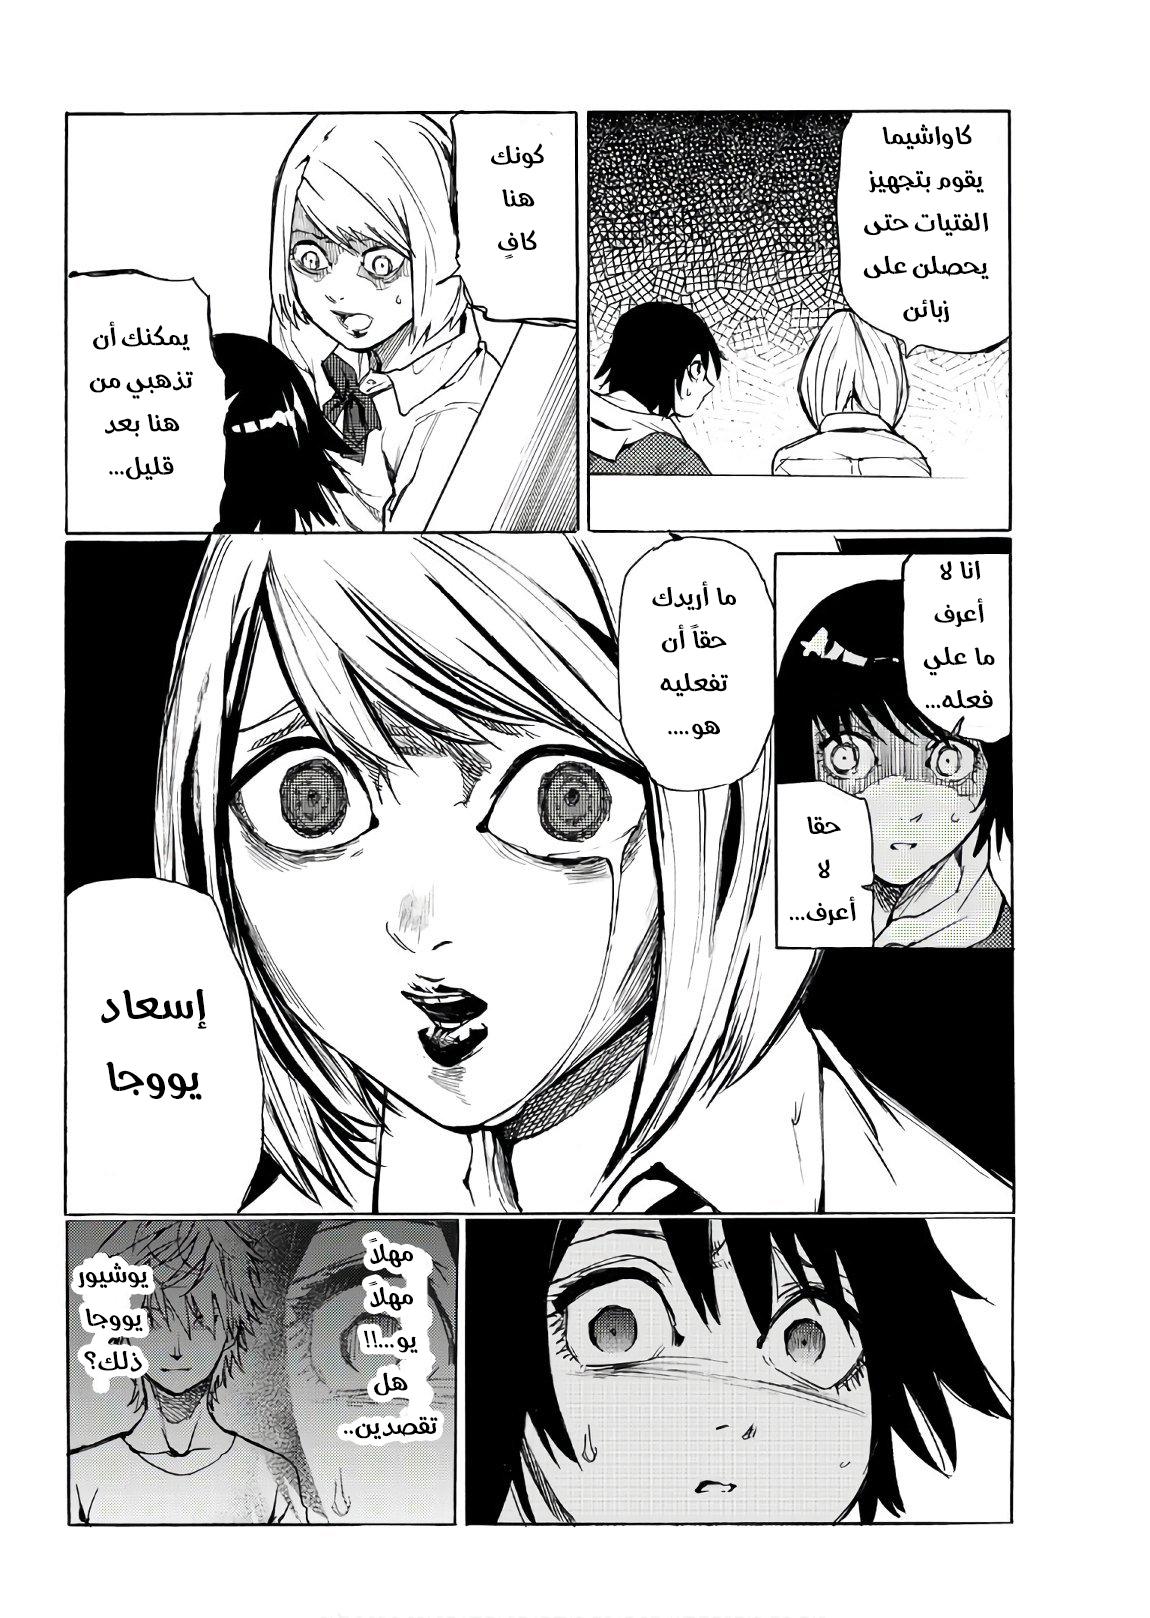 كاواشيما
يقوم بتجهيز
الفتيات حتى
يحصلن على
زبائن
كونك
هنا
كافٍ
يمكنك أن
تذهبي من
هنا بعد
قليل...
انا لا
أعرف
ما علي
فعله...
حقا
لا
أعرف...
ما أريدك
حقاً أن
تفعليه
هو....
إسعاد
يووجا
مهلاً
مهلاً
يو...!!
هل
تقصدين..
يوشيور
يووجا
ذلك؟